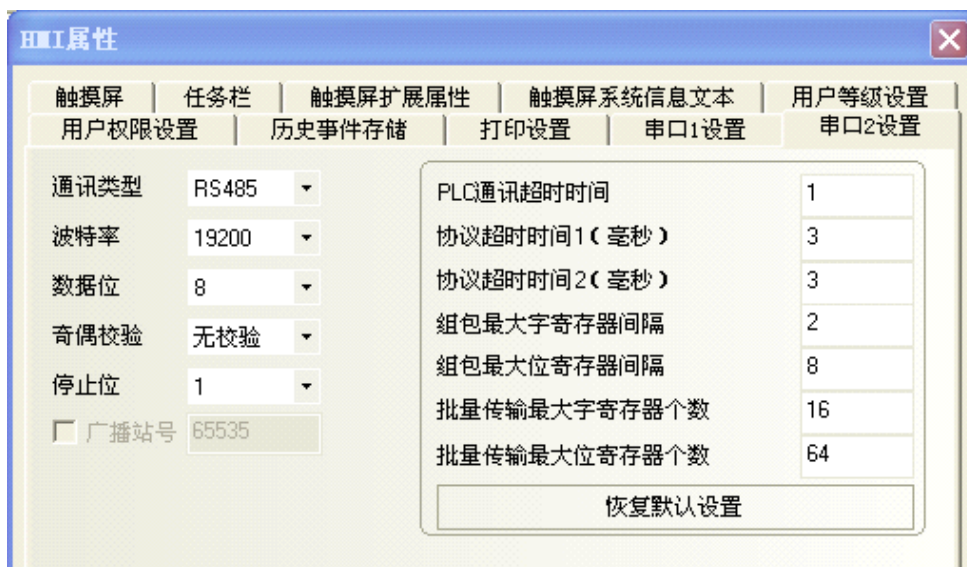 HMI属性
触摸屏 任务栏 触摸屏扩展属性 触摸屏系统信息文本 用户等级设置
用户权限设置 历史事件存储 打印设置 串口1设置 串口2设置
通讯类型 RS485
波特率 19200
数据位 8
奇偶校验 无校验
停止位 1
广播站号 65535
PLC通讯超时时间 1
协议超时时间1(毫秒) 3
协议超时时间2(毫秒) 3
组包最大字寄存器间隔 2
组包最大位寄存器间隔 8
批量传输最大字寄存器个数 16
批量传输最大位寄存器个数 64
恢复默认设置